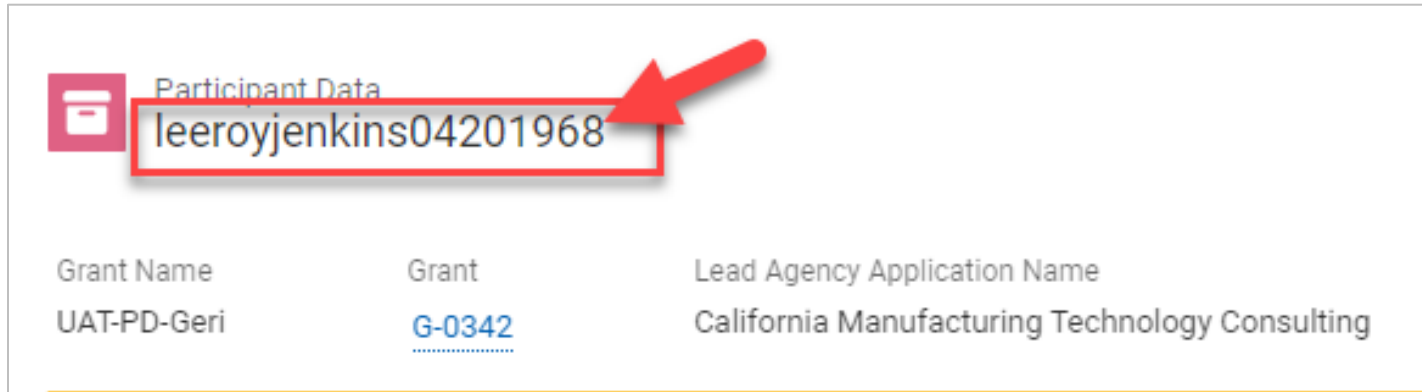 Participant Data
leeroyjenkins04201968
Grant Name Grant Lead Agency Application Name
UAT-PD-Geri G-0342 California Manufacturing Technology Consulting